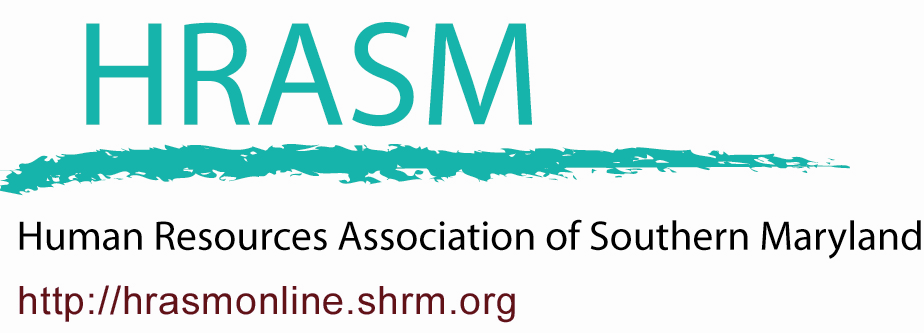 HRASM
Human Resources Association of Southern Maryland
http://hrasmonline.shrm.org